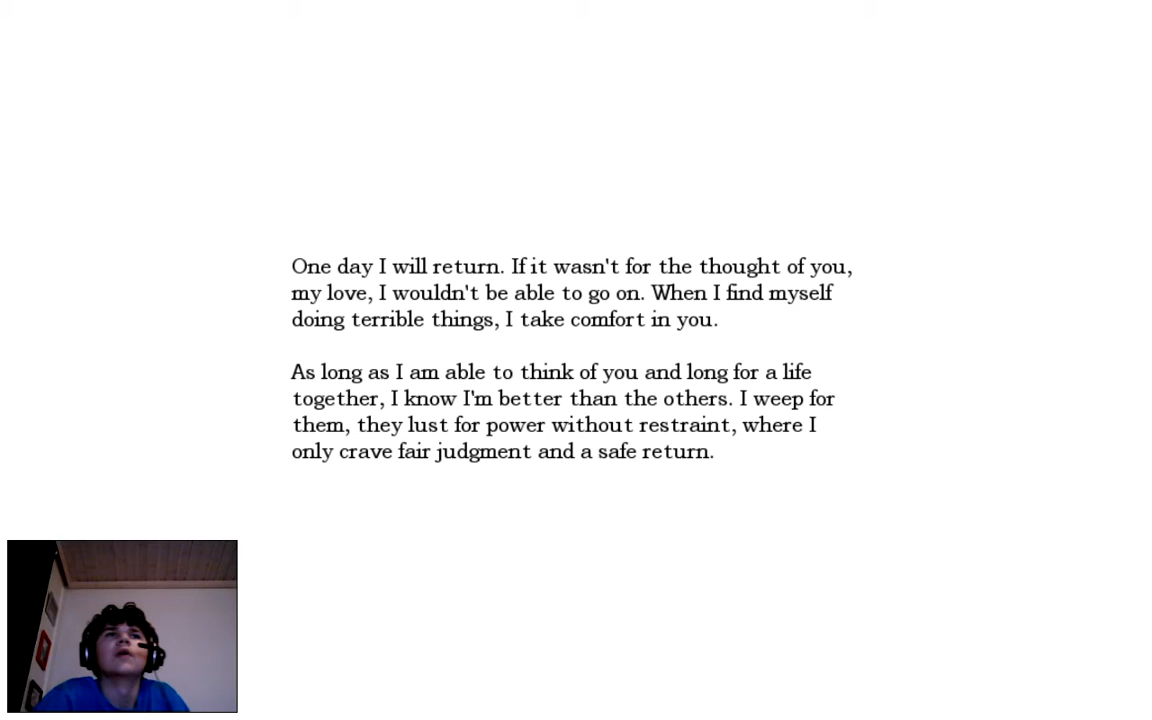 One day I will return. If it wasn't for the thought of you,
my love, I wouldn't be able to go on. When I find myself
doing terrible things, I take comfort in you.
As long as I am able to think of you and long for a life
together, I know I'm better than the others. I weep for
them, they lust for power without restraint, where I
only crave fair judgment and a safe return.